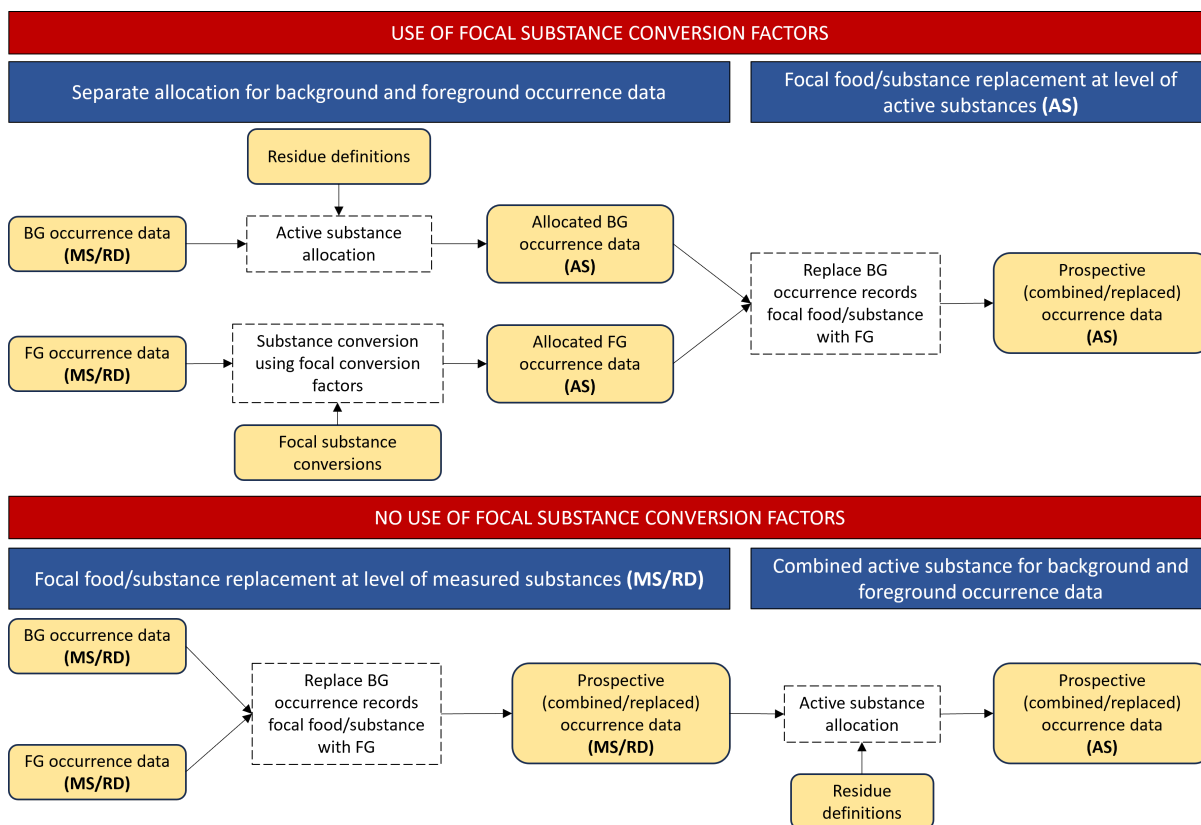 USE OF FOCAL SUBSTANCE CONVERSION FACTORS
Separate allocation for background and foreground occurrence data
Focal food/substance replacement at level of
active substances (AS)
Residue definitions
BG occurrence data
(MS/RD)
Active substance
allocation
Allocated BG
occurrence data
(AS)
Replace BG
occurrence records
focal food/substance
with FG
Prospective
(combined/replaced)
occurrence data
(AS)
FG occurrence data
(MS/RD)
Substance conversion
using focal conversion
factors
Allocated FG
occurrence data
(AS)
Focal substance
conversions
NO USE OF FOCAL SUBSTANCE CONVERSION FACTORS
Focal food/substance replacement at level of measured substances (MS/RD)
Combined active substance for background and
foreground occurrence data
BG occurrence data
(MS/RD)
FG occurrence data
(MS/RD)
Replace BG
occurrence records
focal food/substance
with FG
Prospective
(combined/replaced)
occurrence data
(MS/RD)
Active substance
allocation
Prospective
(combined/replaced)
occurrence data
(AS)
Residue
definitions